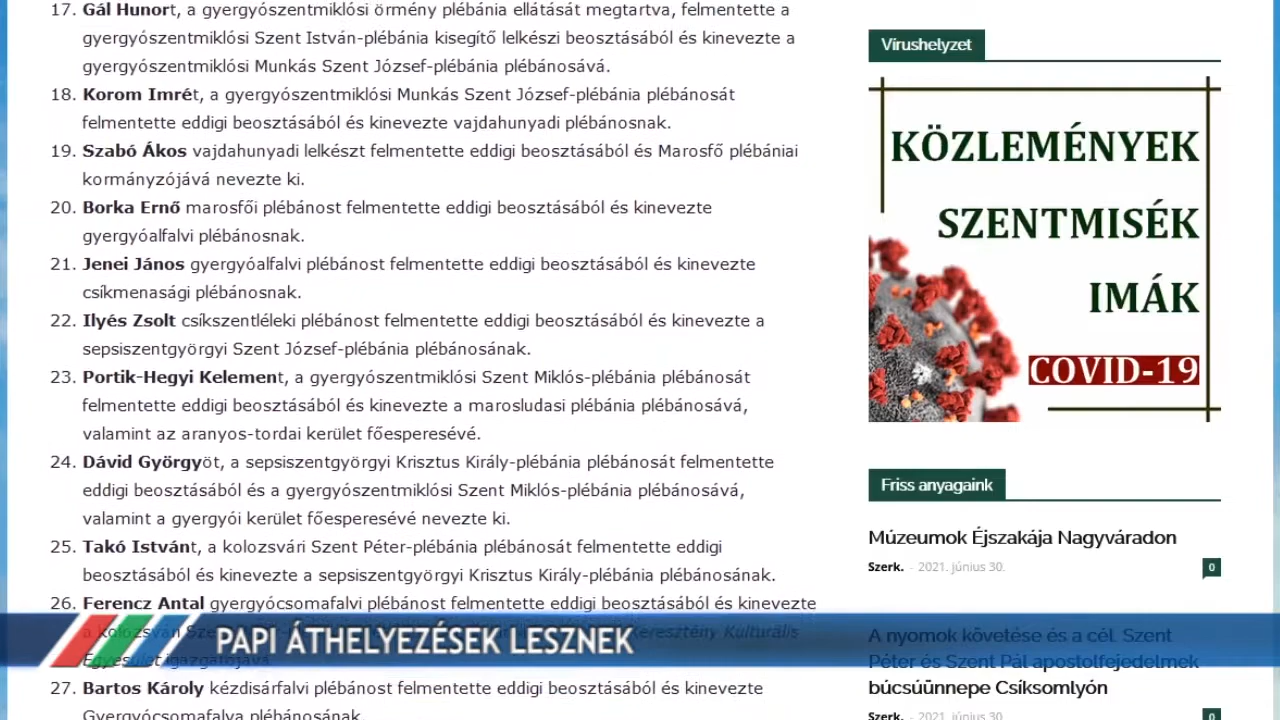 17. Gál Hunort, a gyergyószentmiklósi örmény plébánia ellátását megtartva, felmentette a
gyergyószentmiklósi Szent István-plébánia kisegítő lelkészi beosztásából és kinevezte a
gyergyószentmiklósi Munkás Szent József-plébánia plébánosává.
18. Korom Imrét, a gyergyószentmiklósi Munkás Szent József-plébánia plébánosát
felmentette eddigi beosztásából és kinevezte vajdahunyadi plébánosnak.
19. Szabó Ákos vajdahunyadi lelkészt felmentette eddigi beosztásából és Marosfő plébániai
kormányzójává nevezte ki.
20. Borka Ernő marosfői plébánost felmentette eddigi beosztásából és kinevezte
gyergyóalfalvi plébánosnak.
21. Jenei János gyergyóalfalvi plébánost felmentette eddigi beosztásából és kinevezte
csíkmenasági plébánosnak.
22. Ilyés Zsolt csíkszentléleki plébánost felmentette eddigi beosztásából és kinevezte a
sepsiszentgyörgyi Szent József-plébánia plébánosának.
23. Portik-Hegyi Kelement, a gyergyószentmiklósi Szent Miklós-plébánia plébánosát
felmentette eddigi beosztásából és kinevezte a marosludasi plébánia plébánosává,
valamint az aranyos-tordai kerület főesperesévé.
24. Dávid Györgyöt, a sepsiszentgyörgyi Krisztus Király-plébánia plébánosát felmentette
eddigi beosztásából és a gyergyószentmiklósi Szent Miklós-plébánia plébánosává,
valamint a gyergyói kerület főesperesévé nevezte ki.
25. Takó Istvánt, a kolozsvári Szent Péter-plébánia plébánosát felmentette eddigi
beosztásából és kinevezte a sepsiszentgyörgyi Krisztus Király-plébánia plébánosának.
26. Ferencz Antal gyergyócsomafalvi plébánost felmentette eddigi beosztásából és kinevezte
a kolozsvári Keresztény Kulturális
Egyesület igazgatójává.
27. Bartos Károly kézdisárfalvi plébánost felmentette eddigi beosztásából és kinevezte
Gyergyócsomafalva plébánosának.
PAPI ÁTHELYEZÉSEK LESZNEK
Vírushelyzet
KÖZLEMÉNYEK
SZENTMISÉK
IMÁK
COVID-19
Friss anyagaink
Múzeumok Éjszakája Nagyváradon
Szerk. - 2021. június 30. 0
A nyomok követése és a cél. Szent
Péter és Szent Pál apostolfejedelmek
búcsúünnepe Csíksomlyón
Szerk. - 2021. június 30. 0